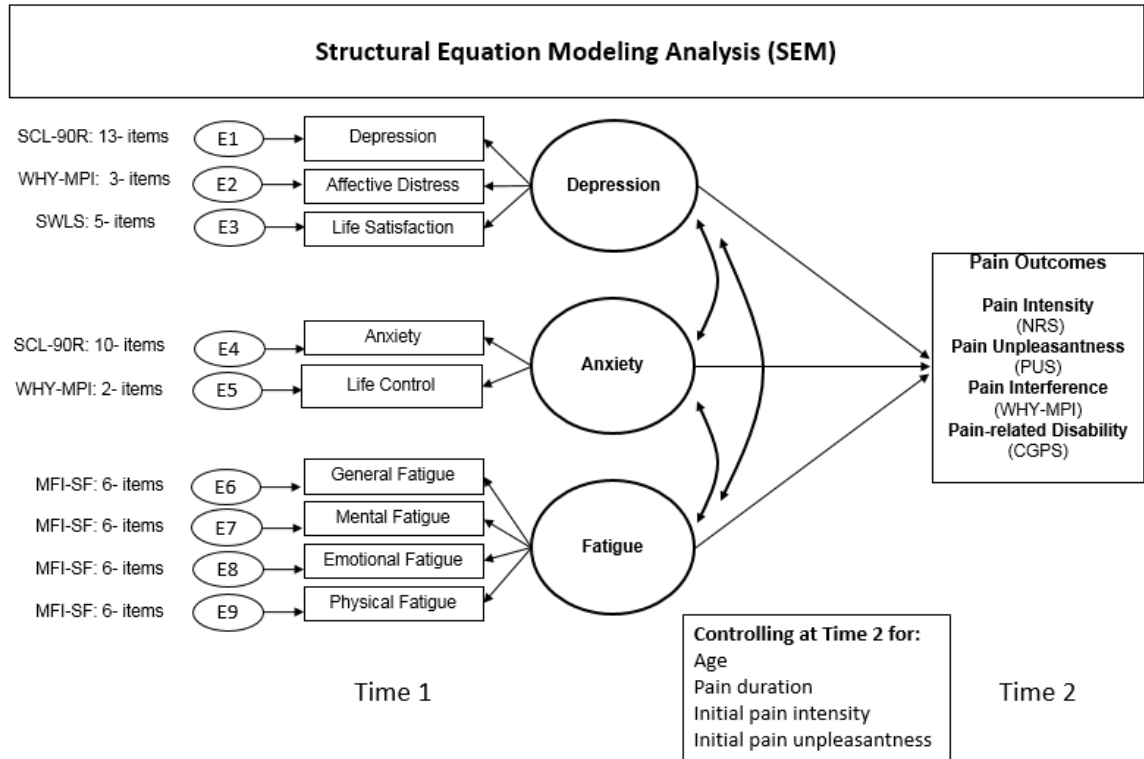 Structural Equation Modeling Analysis (SEM)
SCL-90R: 13- items
E1
Depression
WHY-MPI:  3- items
E2
Affective Distress
SWLS: 5- items
E3
Life Satisfaction
Depression
SCL-90R: 10- items
E4
Anxiety
WHY-MPI: 2- items
E5
Life Control
Anxiety
MFI-SF: 6- items
E6
General Fatigue
MFI-SF: 6- items
E7
Mental Fatigue
MFI-SF: 6- items
E8
Emotional Fatigue
MFI-SF: 6- items
E9
Physical Fatigue
Fatigue
Pain Outcomes
Pain Intensity
(NRS)
Pain Unpleasantness
(PUS)
Pain Interference
(WHY-MPI)
Pain-related Disability
(CGPS)
Controlling at Time 2 for:
Age
Pain duration
Initial pain intensity
Initial pain unpleasantness
Time 1
Time 2